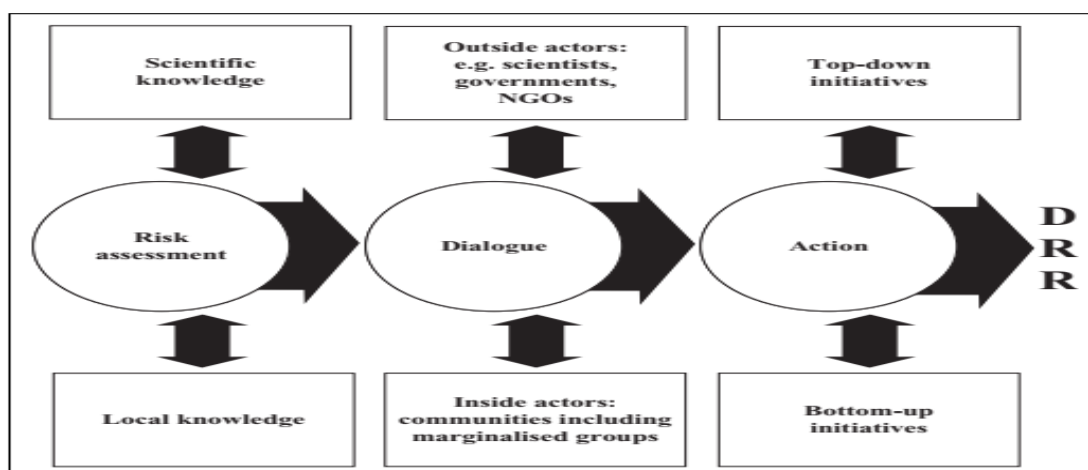 Scientific
knowledge
Outside actors:
e.g. scientists,
governments,
NGOs
Top-down
initiatives
Risk
assessment
Dialogue
Action
D
R
R
Local knowledge
Inside actors:
communities including
marginalised groups
Bottom-up
initiatives